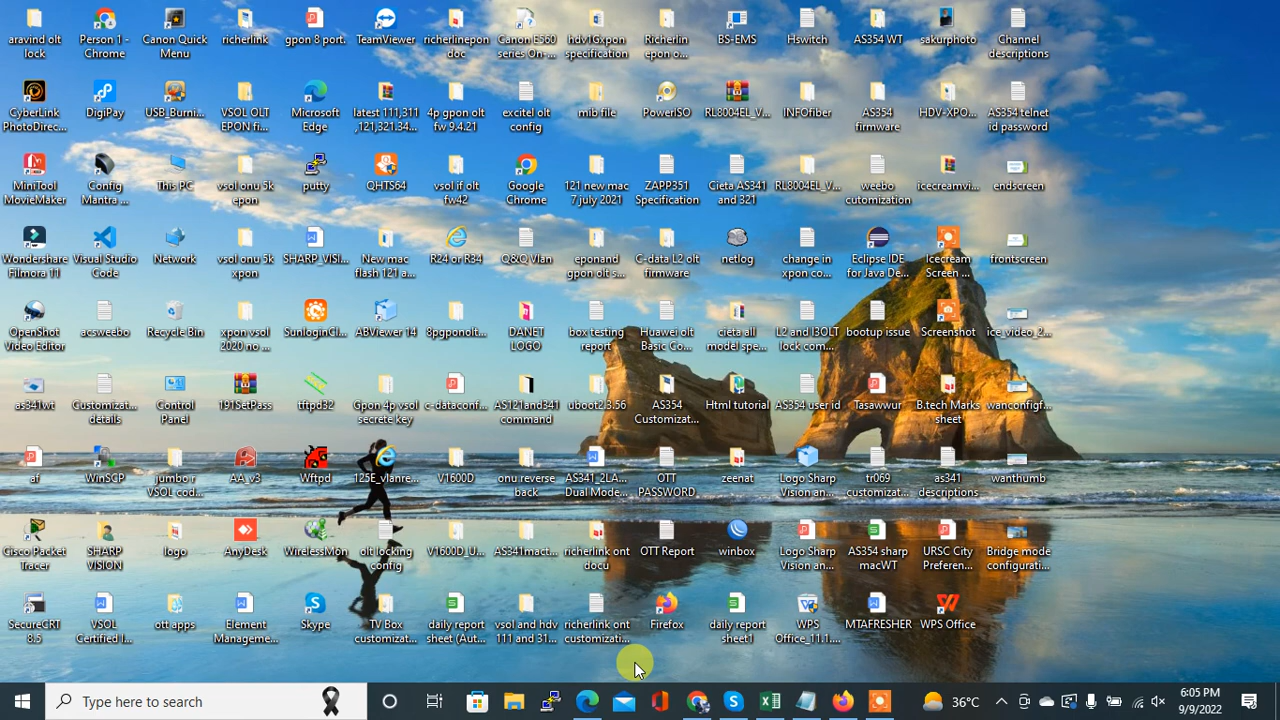 aravind olt
lock
Person 1 -
Chrome
Canon Quick
Menu
richerlink
gpon 8 port.
TeamViewer
richerlinepon
doc
Canon E560
series On-...
hdv1Gxpon
specification
Richerlin
epon o...
BS-EMS
Hswitch
AS354 WT
sakurphoto
Channel
descriptions
CyberLink
PhotoDirec...
DigiPay
USB_Burni...
VSOL OLT
EPON fi...
Microsoft
Edge
latest 111,311
,121,321.34...
4p gpon olt
fw 9.4.21
excitel olt
config
mib file
PowerISO
RL8004EL_V...
INFOfiber
AS354
firmware
HDV-XPO...
AS354 telnet
id password
MiniTool
MovieMaker
Config
Mantra ...
This PC
vsol onu 5k
epon
putty
QHTS64
vsol if olt
fw42
Google
Chrome
121 new mac
7 july 2021
ZAPP351
Specification
Cieta AS341
and 321
RL8004EL_V...
weebo
cutomization
icecreamvi...
endscreen
Wondershare
Filmora 11
Visual Studio
Code
Network
vsol onu 5k
xpon
SHARP_VISI...
New mac
flash 121 a...
R24 or R34
Q&Q Vlan
eponand
gpon olt s...
C-data L2 olt
firmware
netlog
change in
xpon co...
Eclipse IDE
for Java De...
Icecream
Screen ...
frontscreen
OpenShot
Video Editor
acsweebo
Recycle Bin
xpon vsol
2020 no ...
SunloginCl...
ABViewer 14
8pgponolt...
DANET
LOGO
box testing
report
Huawei olt
Basic Co...
cieta all
model spe...
L2 and l3OLT
lock com...
bootup issue
Screenshot
ice_video_2...
as341wt
Customizat...
details
Control
Panel
191SetPass
tftpd32
Gpon 4p vsol
secrete key
c-dataconf...
AS121and341
command
uboot2.3.56
AS354
Customizat...
Html tutorial
AS354 user id
Tasawwur
B.tech Marks
sheet
wanconfigf...
af
WinSCP
jumbo r
VSOL cod...
AA_v3
Wftpd
125E_vlanre...
V1600D
onu reverse
back
AS341_2LA...
Dual Mode...
OTT
PASSWORD
zeenat
Logo Sharp
Vision an...
tr069
customizat...
as341
descriptions
wanthumb
Cisco Packet
Tracer
SHARP
VISION
logo
AnyDesk
WirelessMon
olt locking
config
V1600D_U...
AS341mact...
richerlink ont
docu
OTT Report
winbox
Logo Sharp
Vision an...
AS354 sharp
macWT
URSC City
Preferen...
Bridge mode
configurati...
SecureCRT
8.5
VSOL
Certified I...
ott apps
Element
Manageme...
Skype
TV Box
customizat...
daily report
sheet (Aut...
vsol and hdv
111 and 31...
richerlink ont
customizati...
Firefox
daily report
sheet1
WPS
Office_11.1....
MTAFRESHER
WPS Office
Type here to search
36°C
6:05 PM
9/9/2022